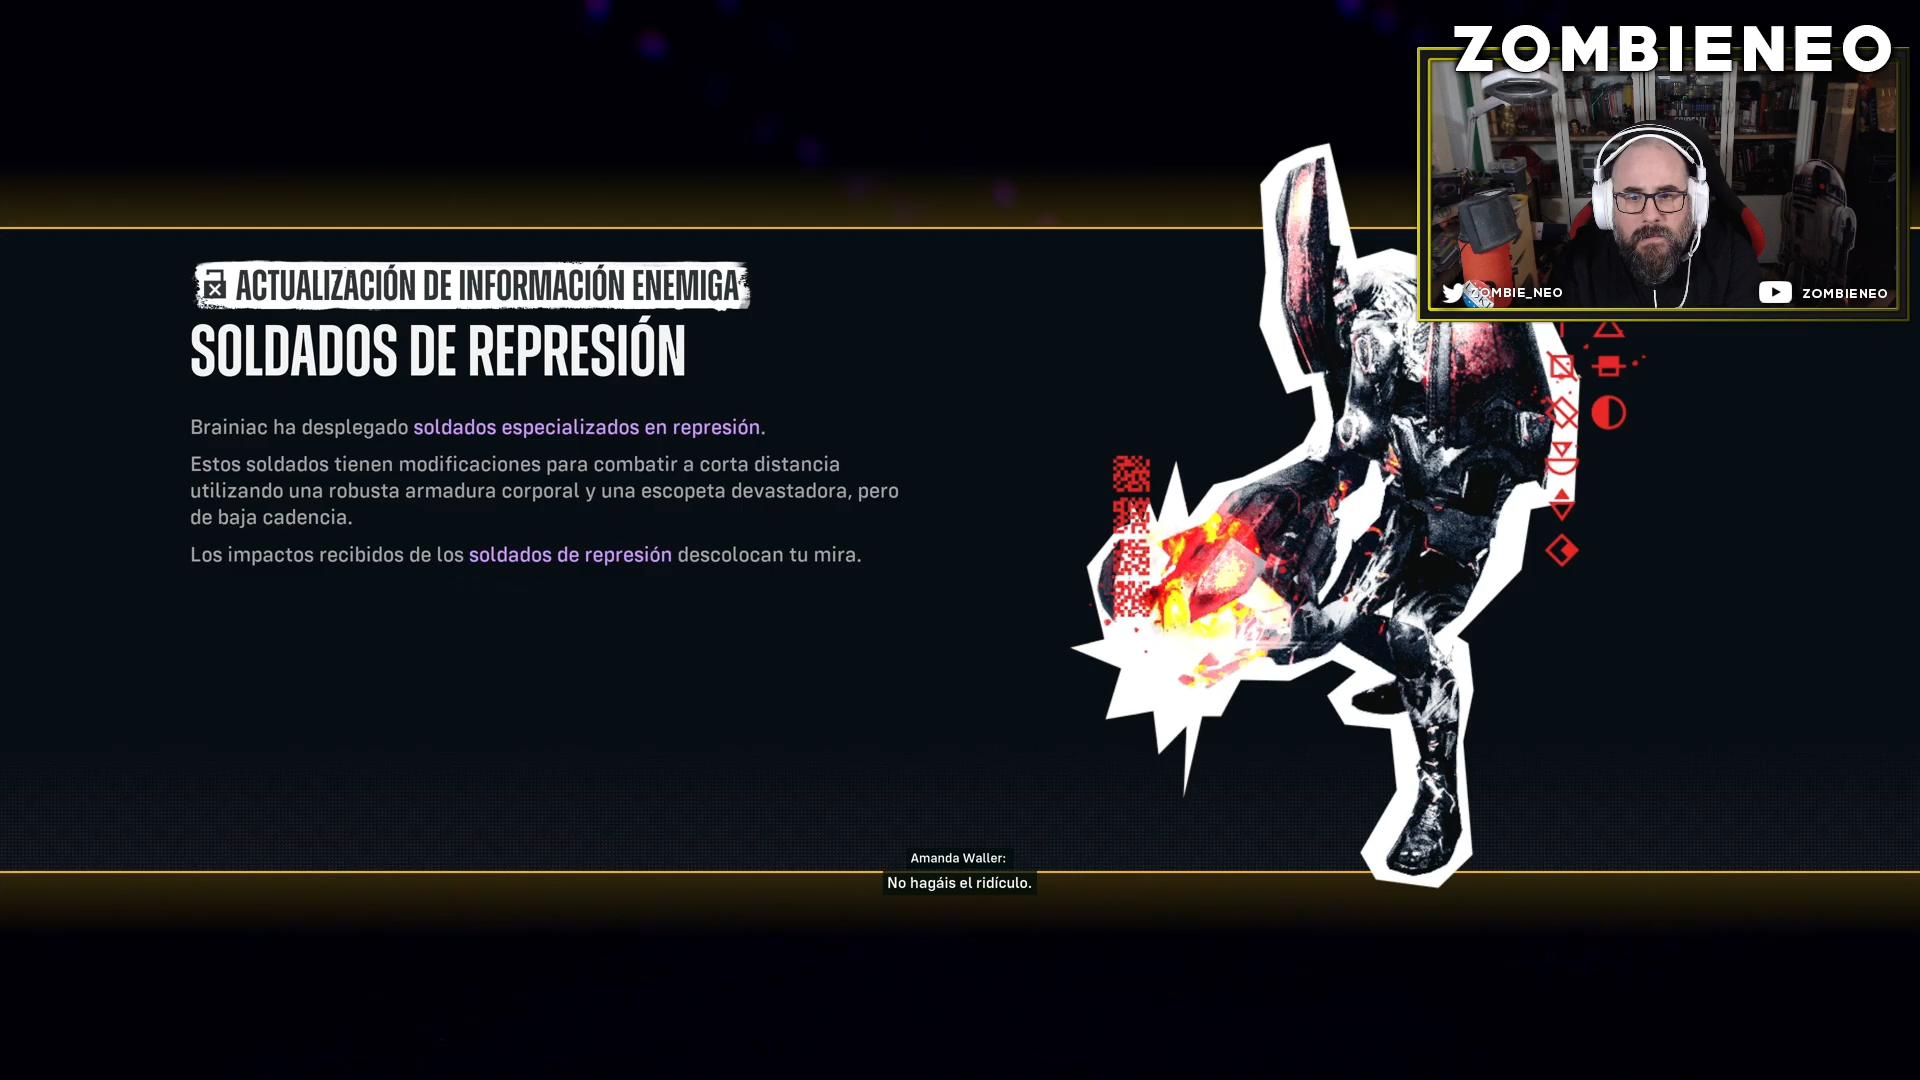 ZOMBIENEO
ZOMBIE_NEO
ZOMBIENEO
ACTUALIZACIÓN DE INFORMACIÓN ENEMIGA
SOLDADOS DE REPRESIÓN
Brainiac ha desplegado soldados especializados en represión.
Estos soldados tienen modificaciones para combatir a corta distancia
utilizando una robusta armadura corporal y una escopeta devastadora, pero
de baja cadencia.
Los impactos recibidos de los soldados de represión descolocan tu mira.
Amanda Waller:
No hagáis el ridículo.